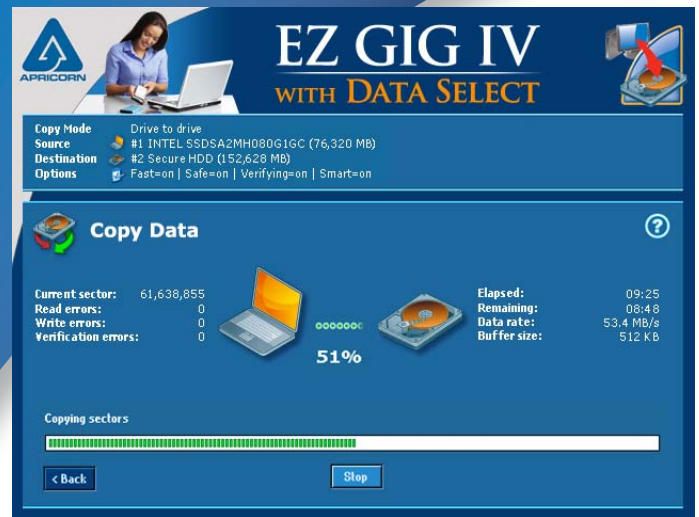 APRICORN
EZ GIG IV
WITH DATA SELECT
Copy Mode Drive to drive
Source #1 INTEL SSDSA2MH080G1GC (76,320 MB)
Destination #2 Secure HDD (152,628 MB)
Options Fast=on | Safe=on | Verifying=on | Smart=on
Copy Data
?
Current sector: 61,638,855
Read errors: 0
Write errors: 0
Verification errors: 0
51%
Elapsed: 09:25
Remaining: 08:48
Data rate: 53.4 MB/s
Buffer size: 512 KB
Copying sectors
< Back
Stop